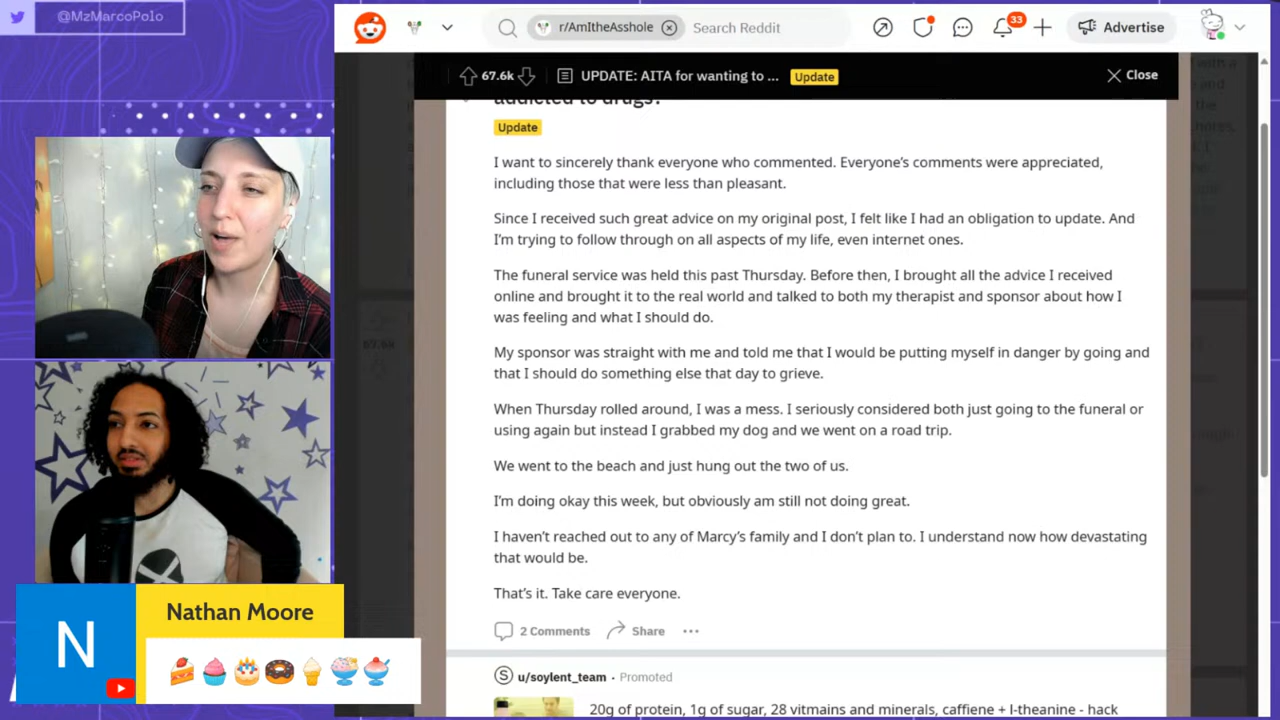 @MzMarcoPolo
r/AmItheAsshole
Search Reddit
33
Advertise
67.6k
UPDATE: AITA for wanting to ...
Update
Close
addicted to drugs?
Update
I want to sincerely thank everyone who commented. Everyone's comments were appreciated,
including those that were less than pleasant.
Since I received such great advice on my original post, I felt like I had an obligation to update. And
I'm trying to follow through on all aspects of my life, even internet ones.
The funeral service was held this past Thursday. Before then, I brought all the advice I received
online and brought it to the real world and talked to both my therapist and sponsor about how I
was feeling and what I should do.
My sponsor was straight with me and told me that I would be putting myself in danger by going and
that I should do something else that day to grieve.
When Thursday rolled around, I was a mess. I seriously considered both just going to the funeral or
using again but instead I grabbed my dog and we went on a road trip.
We went to the beach and just hung out the two of us.
I'm doing okay this week, but obviously am still not doing great.
I haven't reached out to any of Marcy's family and I don't plan to. I understand now how devastating
that would be.
That's it. Take care everyone.
2 Comments
Share
u/soylent_team · Promoted
20g of protein, 1g of sugar, 28 vitmains and minerals, caffiene + l-theanine - hack
N
Nathan Moore